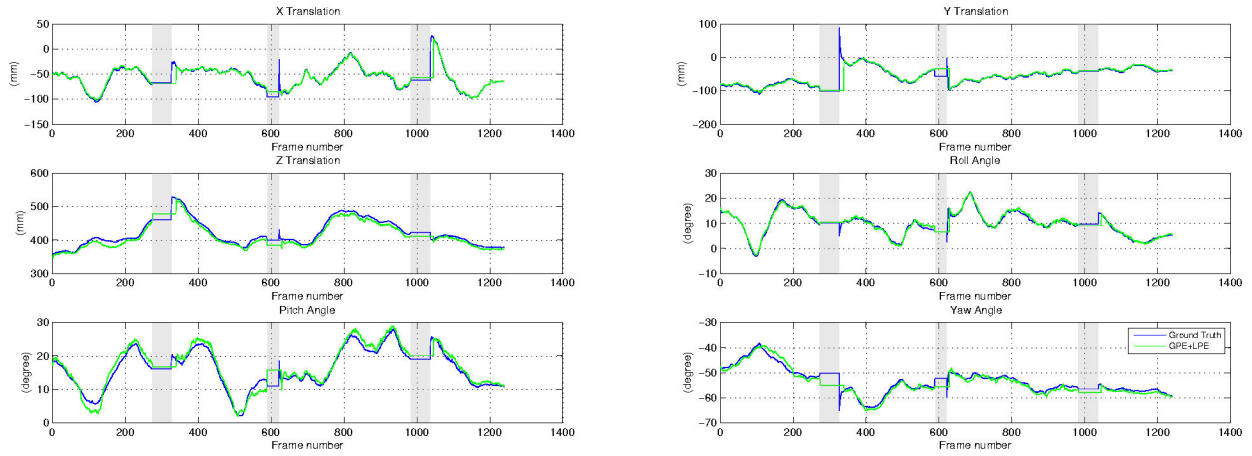 X Translation
50
0
−50
−100
−150
(mm)
0 200 400 600 800 1000 1200 1400
Frame number
Y Translation
100
0
−100
−200
(mm)
0 200 400 600 800 1000 1200 1400
Frame number
Z Translation
600
500
400
300
(mm)
0 200 400 600 800 1000 1200 1400
Frame number
Roll Angle
30
20
10
0
−10
(degree)
0 200 400 600 800 1000 1200 1400
Frame number
Pitch Angle
30
20
10
0
(degree)
0 200 400 600 800 1000 1200 1400
Frame number
Yaw Angle
−30
−40
−50
−60
−70
(degree)
0 200 400 600 800 1000 1200 1400
Frame number
Ground Truth
GPE+LPE